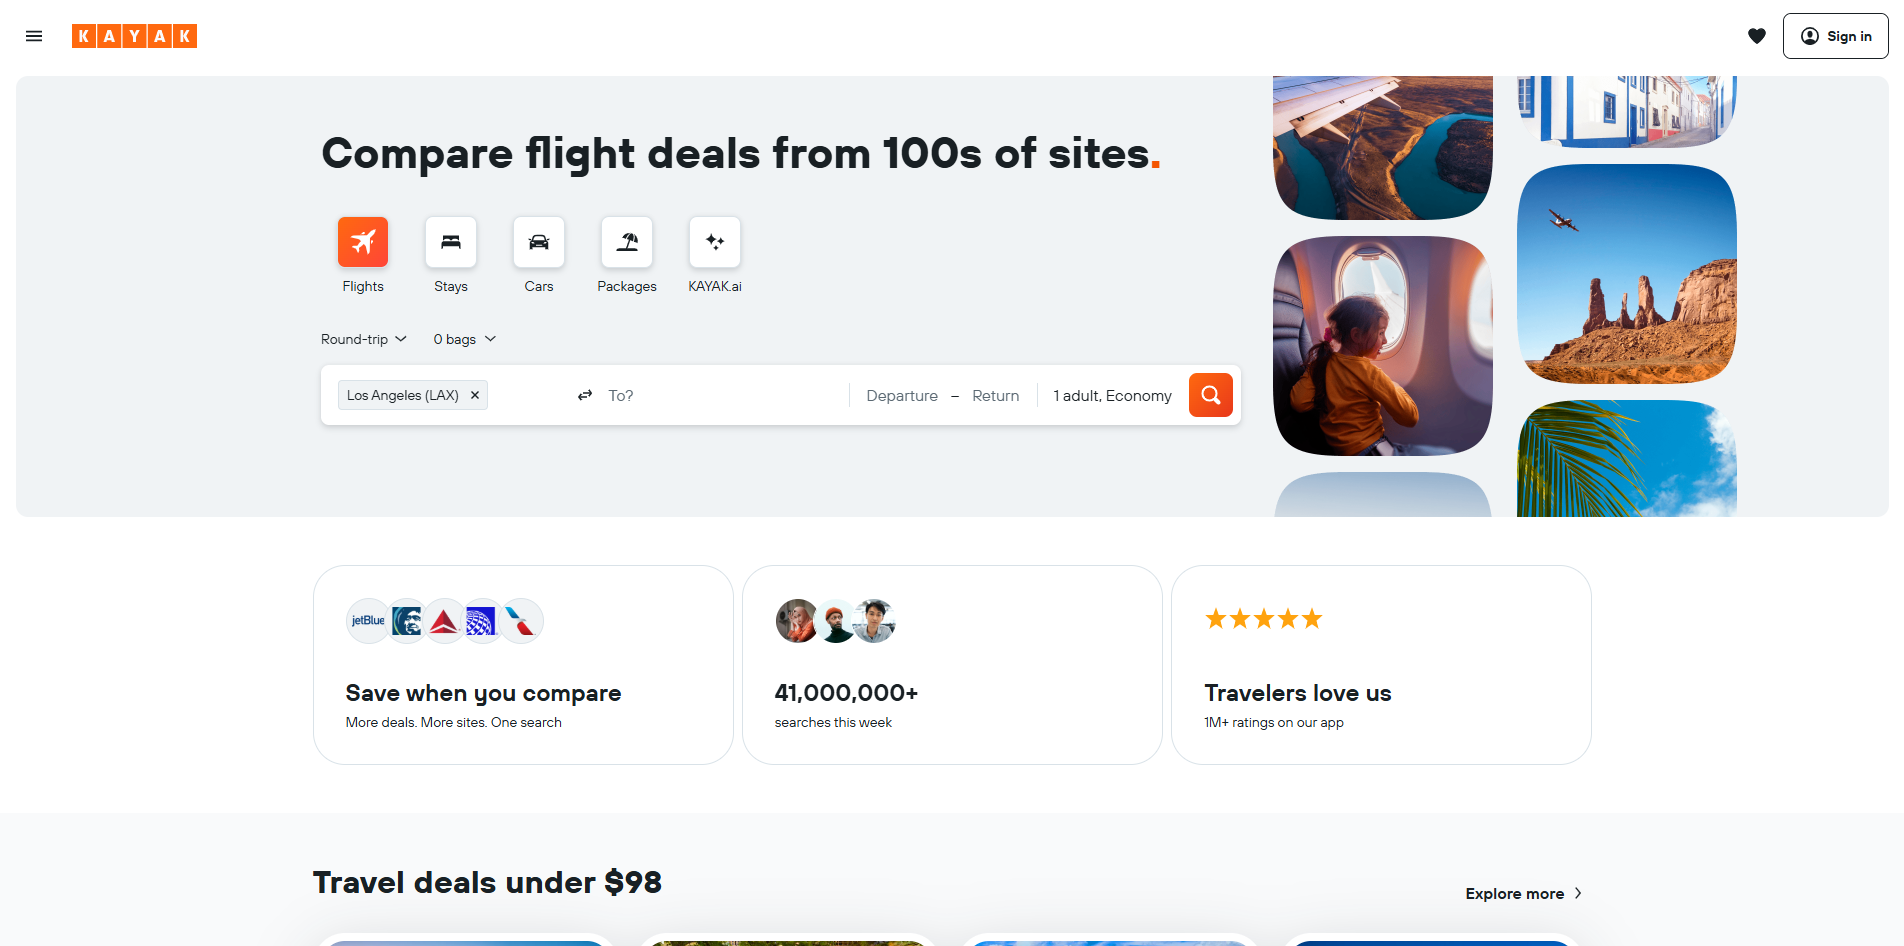 KAYAK
Sign in
Compare flight deals from 100s of sites.
Flights
Stays
Cars
Packages
KAYAK.ai
Round-trip
0 bags
Los Angeles (LAX)
To?
Departure – Return
1 adult, Economy
jetBlue
Save when you compare
More deals. More sites. One search
41,000,000+
searches this week
Travelers love us
1M+ ratings on our app
Travel deals under $98
Explore more